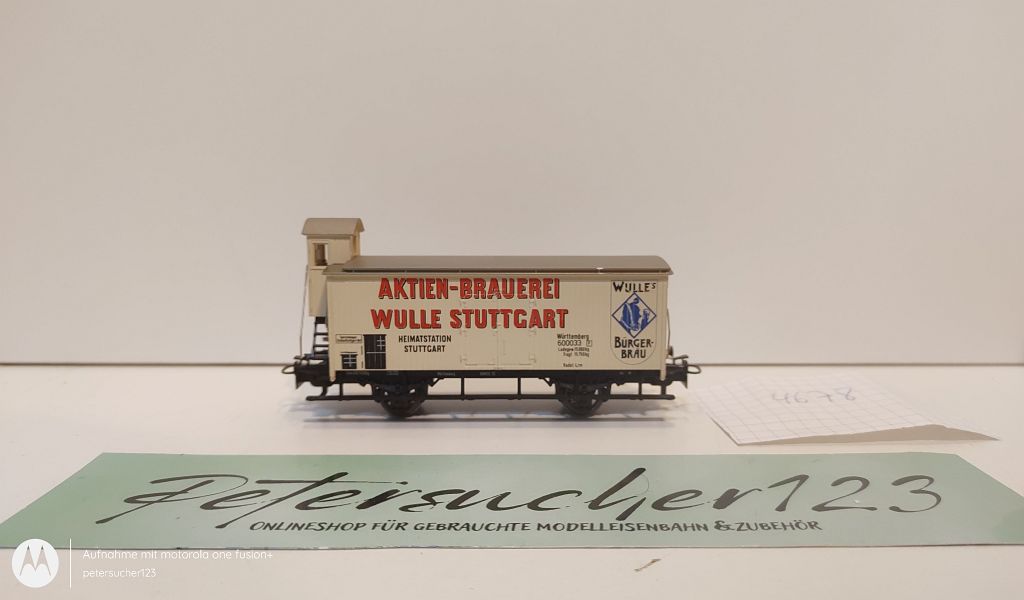 AKTIEN-BRAUEREI
WULLE STUTTGART
HEIMATSTATION
STUTTGART
Württemberg
600033 P
WULLE's
BÜRGER-
BRÄU
4678
Petersucher123
ONLINESHOP FÜR GEBRAUCHTE MODELLEISENBAHN & ZUBEHÖR
Aufnahme mit motorola one fusion+
petersucher123